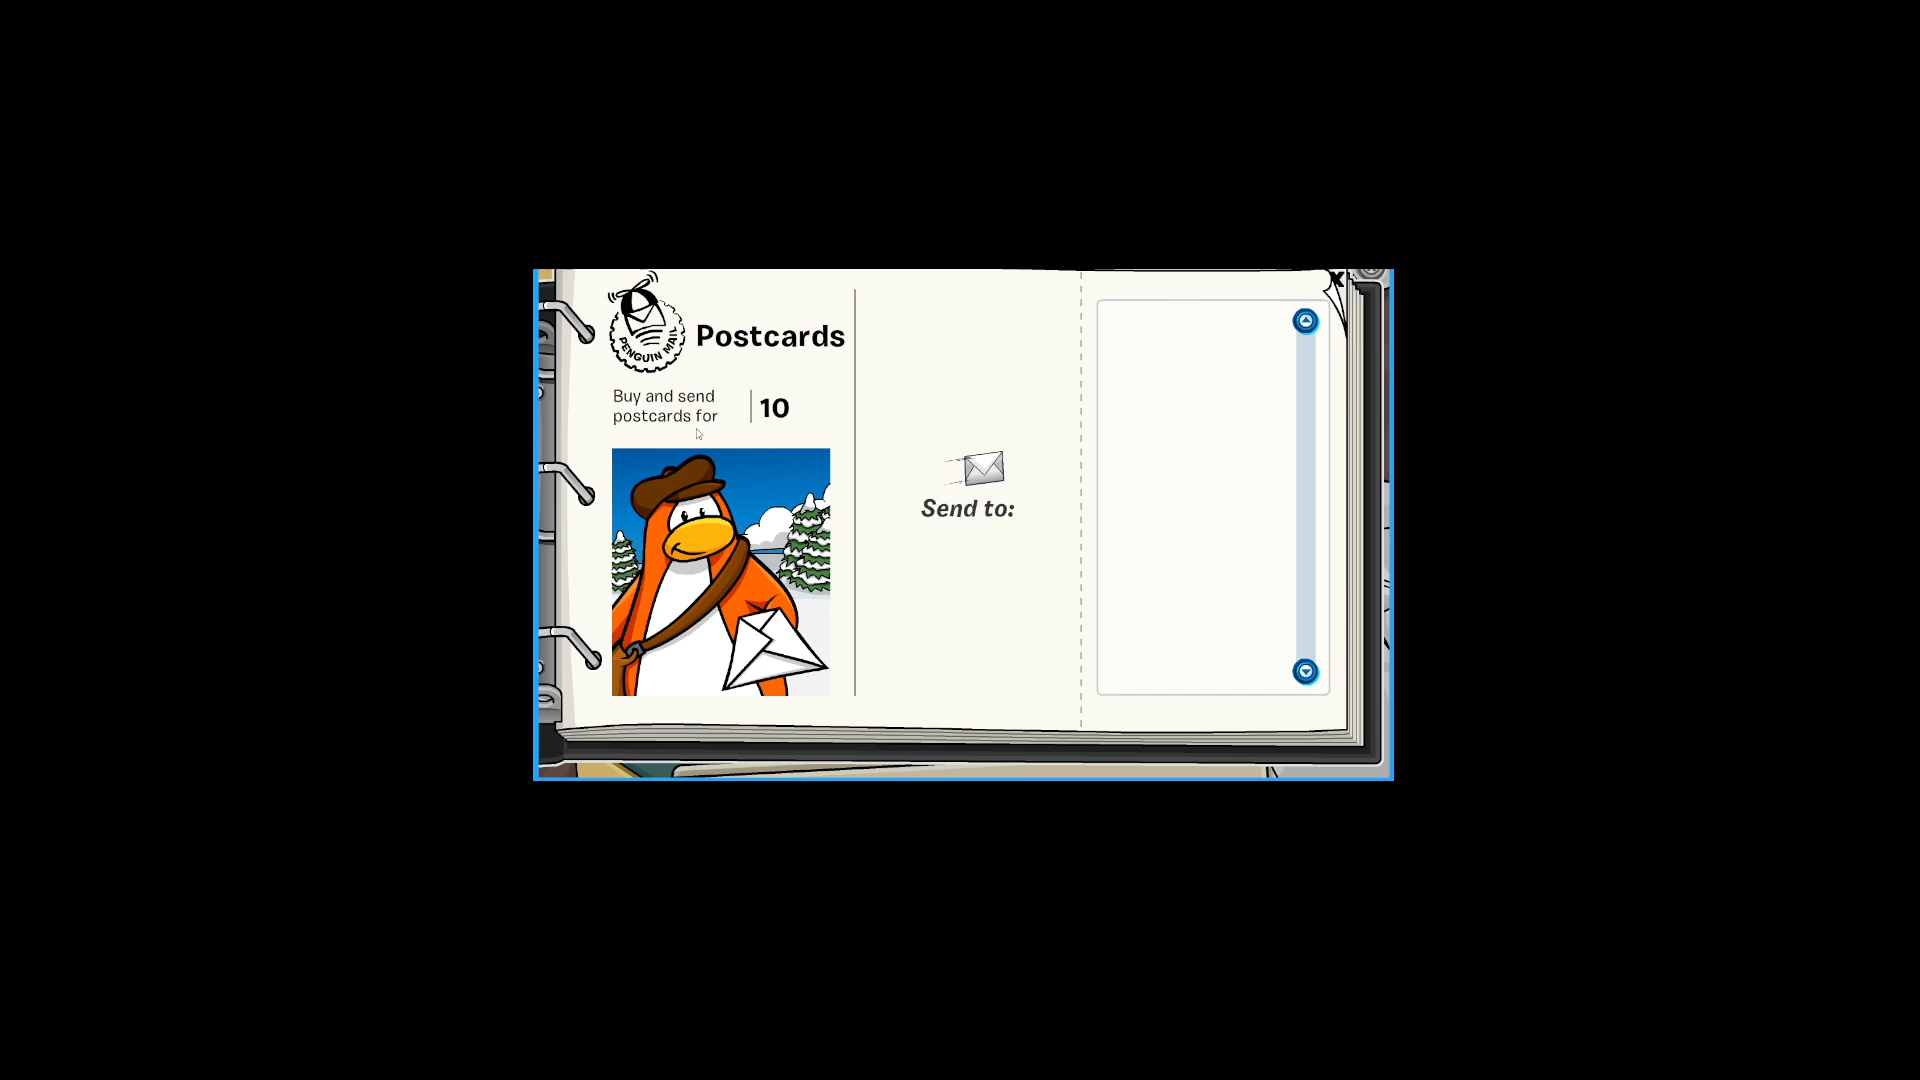 PENGUIN MAIL
Postcards
Buy and send
postcards for
10
Send to:
X